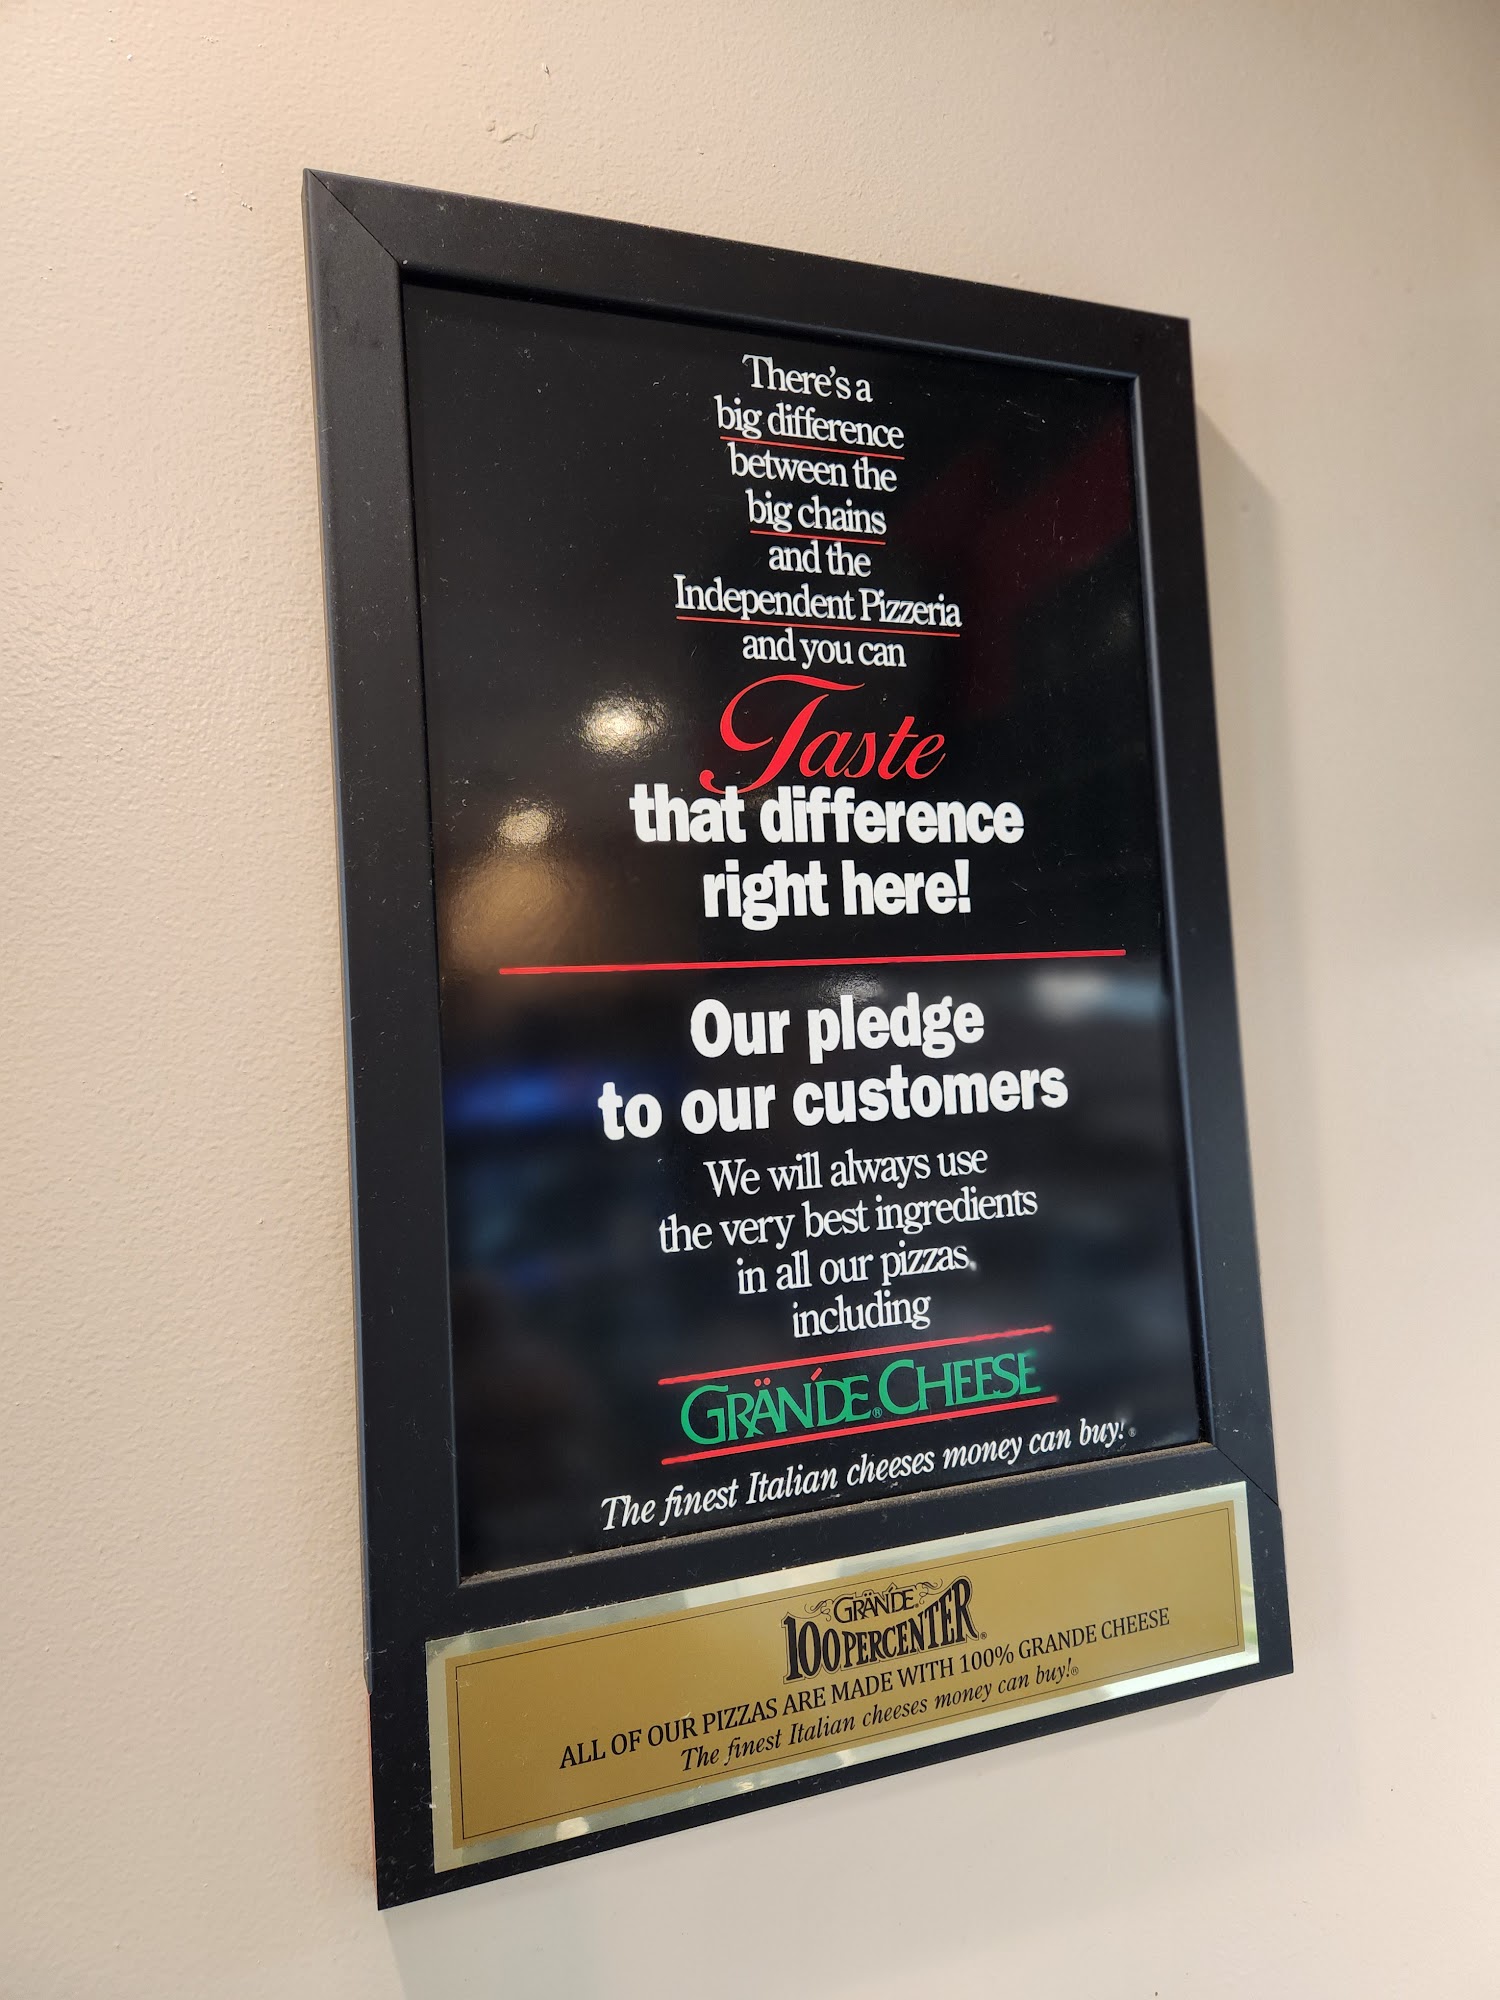 There's a
big difference
between the
big chains
and the
Independent Pizzeria
and you can
Taste
that difference
right here!
Our pledge
to our customers
We will always use
the very best ingredients
in all our pizzas,
including
GRÄNDE® CHEESE
The finest Italian cheeses money can buy!®
GRÄNDE®
100PERCENTER®
ALL OF OUR PIZZAS ARE MADE WITH 100% GRANDE CHEESE
The finest Italian cheeses money can buy!®